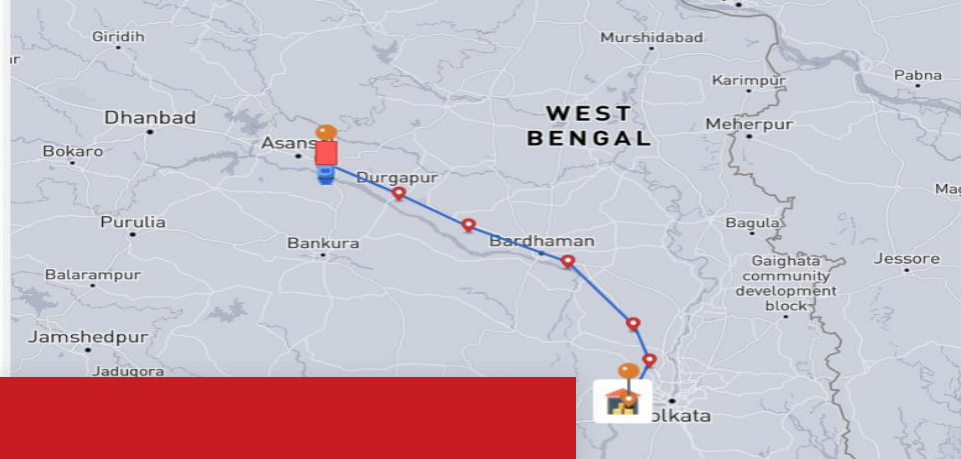 Giridih
Murshidabad
Karimpur
Pabna
Dhanbad
WEST
BENGAL
Meherpur
Bokaro
Durgapur
Purulia
Bankura
Bardhaman
Bagula
Jessore
Gaighata
community
development
block
Balarampur
Jamshedpur
Jadugora